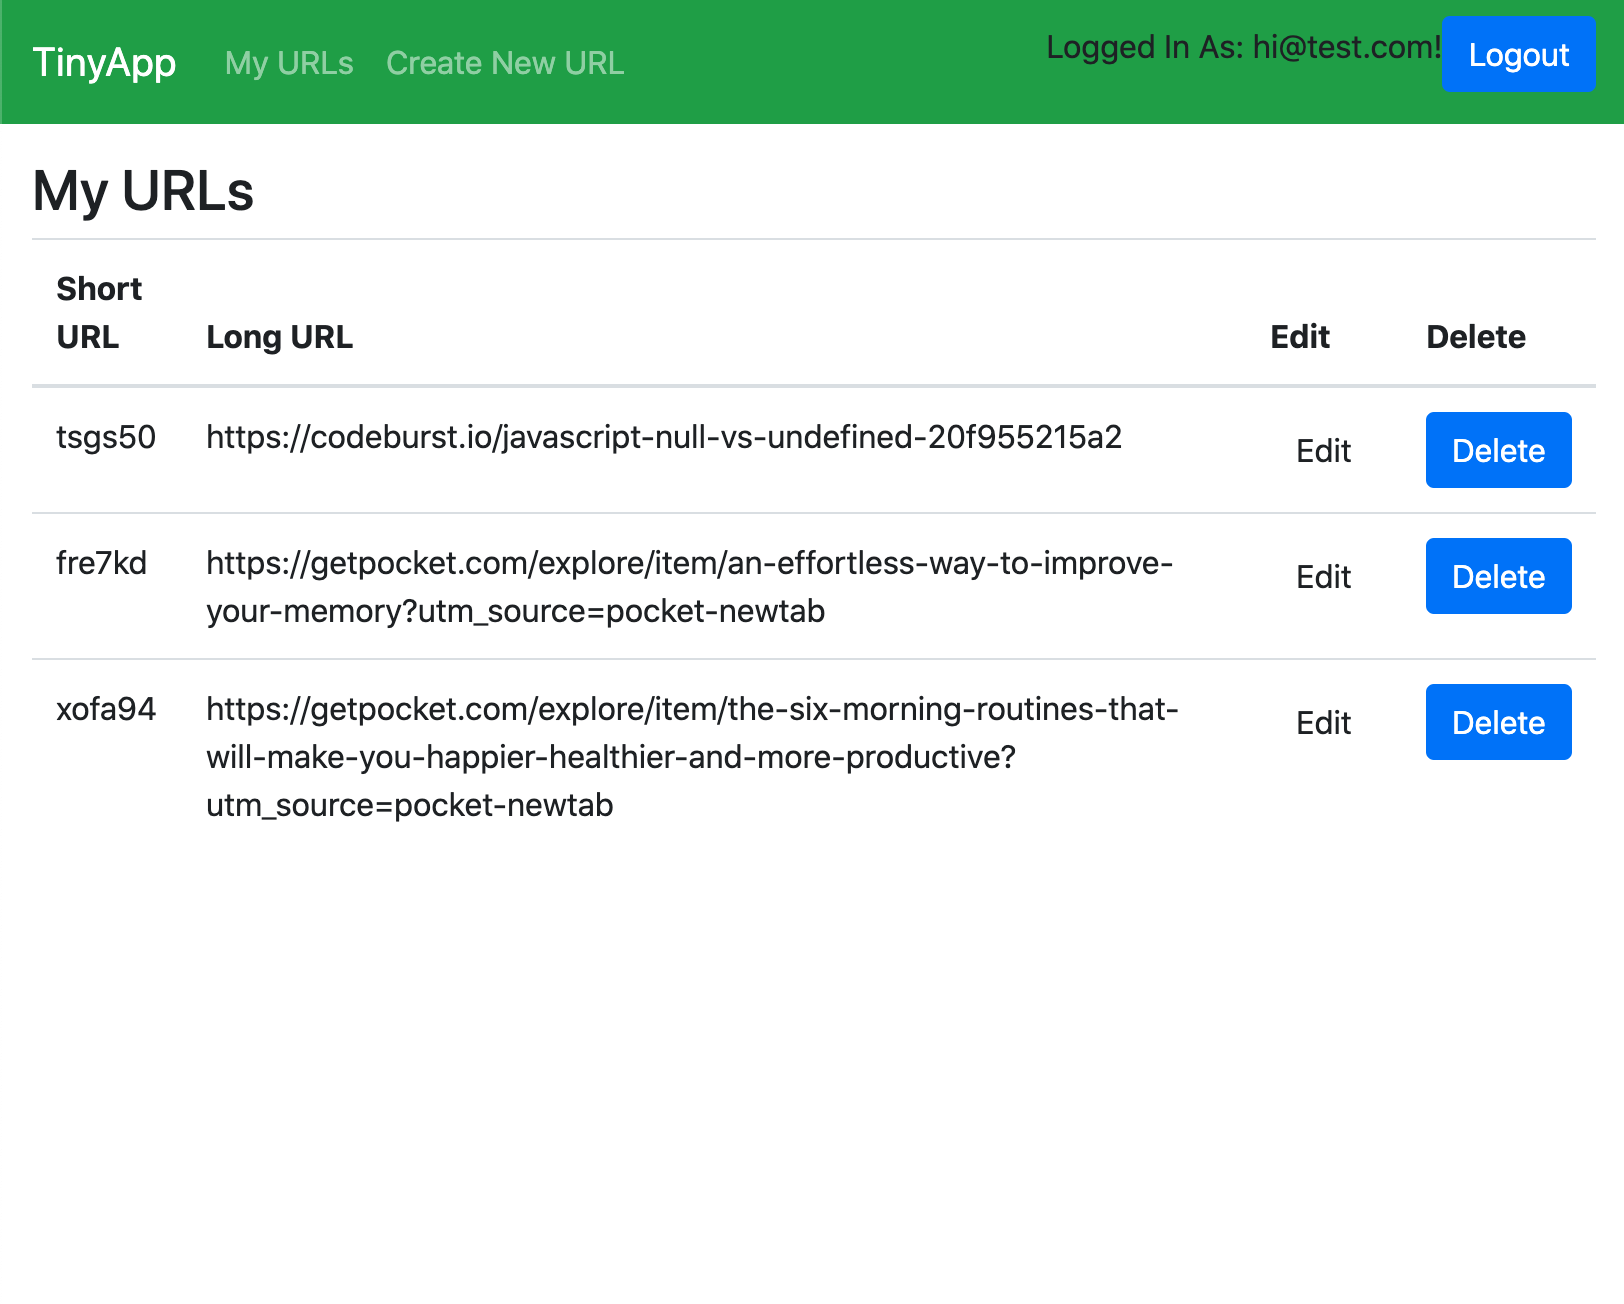 TinyApp My URLs Create New URL Logged In As: hi@test.com! Logout
My URLs
Short
URL Long URL Edit Delete
tsgs50 https://codeburst.io/javascript-null-vs-undefined-20f955215a2 Edit Delete
fre7kd https://getpocket.com/explore/item/an-effortless-way-to-improve- Edit Delete
your-memory?utm_source=pocket-newtab
xofa94 https://getpocket.com/explore/item/the-six-morning-routines-that- Edit Delete
will-make-you-happier-healthier-and-more-productive?
utm_source=pocket-newtab